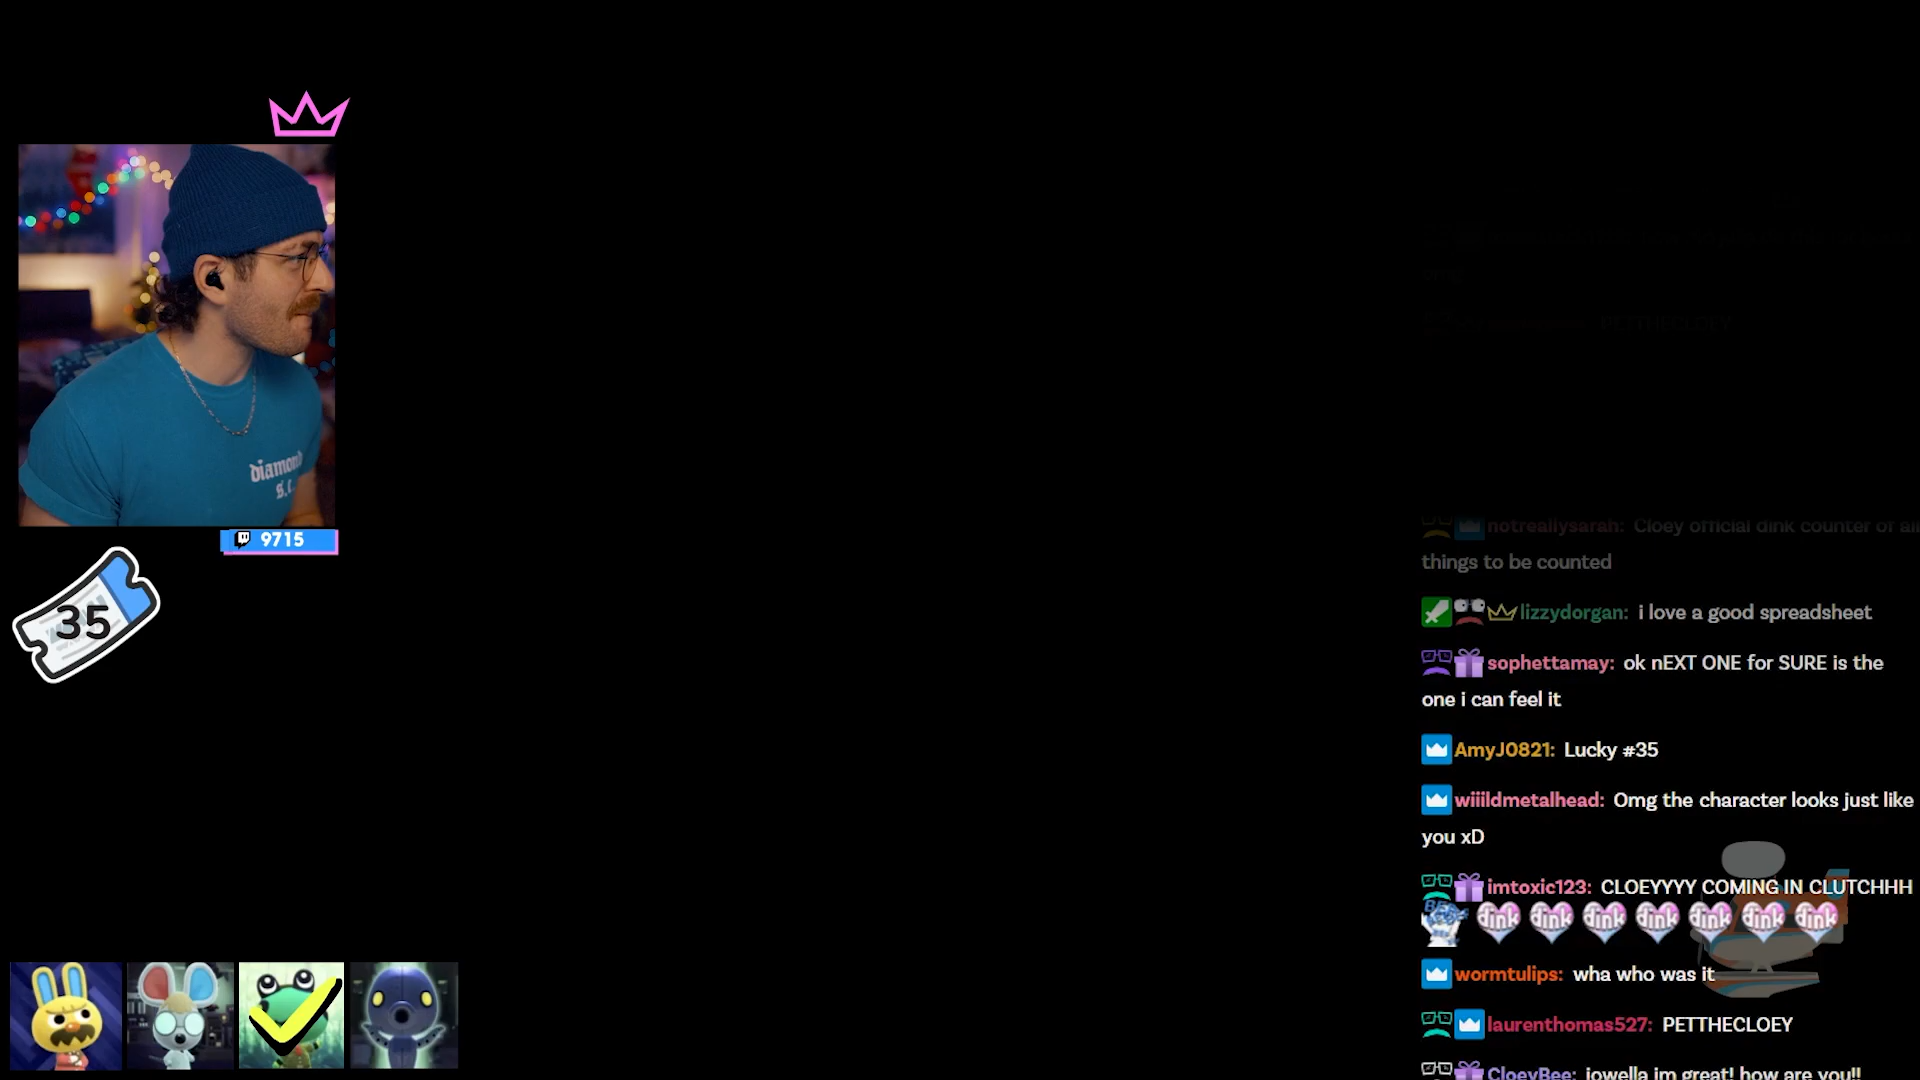 diamond
s.c.
9715
35
notreallysarah: Cloey official dink counter of all
things to be counted
lizzydorgan: i love a good spreadsheet
sophettamay: ok nEXT ONE for SURE is the
one i can feel it
AmyJ0821: Lucky #35
wiiildmetalhead: Omg the character looks just like
you xD
imtoxic123: CLOEYYYY COMING IN CLUTCHHH
dink dink dink dink dink dink dink
wormtulips: wha who was it
laurenthomas527: PETTHECLOEY
CloeyBee: jowella im great! how are you!!